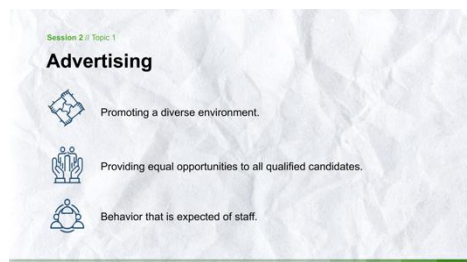 Session 2 // Topic 1
Advertising
Promoting a diverse environment.
Providing equal opportunities to all qualified candidates.
Behavior that is expected of staff.